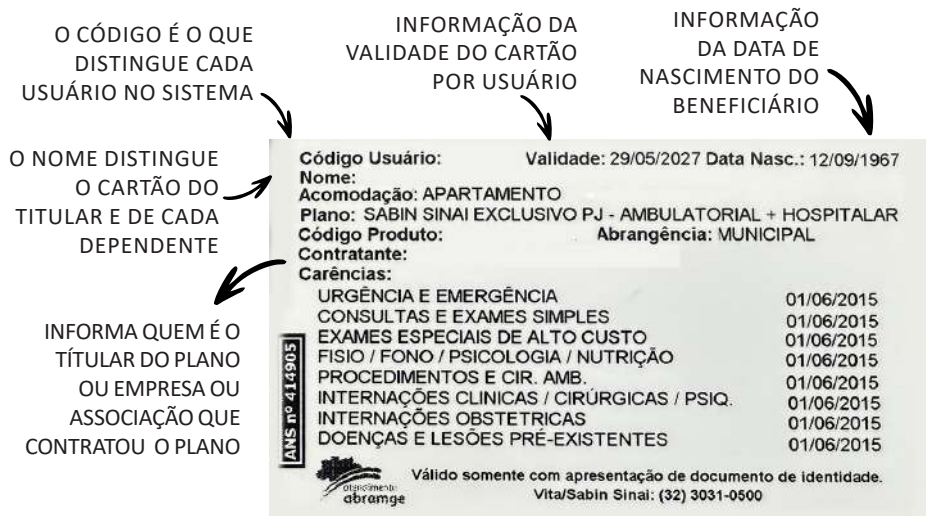 O CÓDIGO É O QUE
DISTINGUE CADA
USUÁRIO NO SISTEMA
INFORMAÇÃO DA
VALIDADE DO CARTÃO
POR USUÁRIO
INFORMAÇÃO
DA DATA DE
NASCIMENTO DO
BENEFICIÁRIO
O NOME DISTINGUE
O CARTÃO DO
TITULAR E DE CADA
DEPENDENTE
INFORMA QUEM É O
TÍTULAR DO PLANO
OU EMPRESA OU
ASSOCIAÇÃO QUE
CONTRATOU O PLANO
Código Usuário: Validade: 29/05/2027 Data Nasc.: 12/09/1967
Nome:
Acomodação: APARTAMENTO
Plano: SABIN SINAI EXCLUSIVO PJ - AMBULATORIAL + HOSPITALAR
Código Produto: Abrangência: MUNICIPAL
Contratante:
Carências:
URGÊNCIA E EMERGÊNCIA 01/06/2015
CONSULTAS E EXAMES SIMPLES 01/06/2015
EXAMES ESPECIAIS DE ALTO CUSTO 01/06/2015
FISIO / FONO / PSICOLOGIA / NUTRIÇÃO 01/06/2015
PROCEDIMENTOS E CIR. AMB. 01/06/2015
INTERNAÇÕES CLINICAS / CIRÚRGICAS / PSIQ. 01/06/2015
INTERNAÇÕES OBSTETRICAS 01/06/2015
DOENÇAS E LESÕES PRÉ-EXISTENTES 01/06/2015
ANS nº 414905
atendimento
abramge
Válido somente com apresentação de documento de identidade.
Vita/Sabin Sinai: (32) 3031-0500